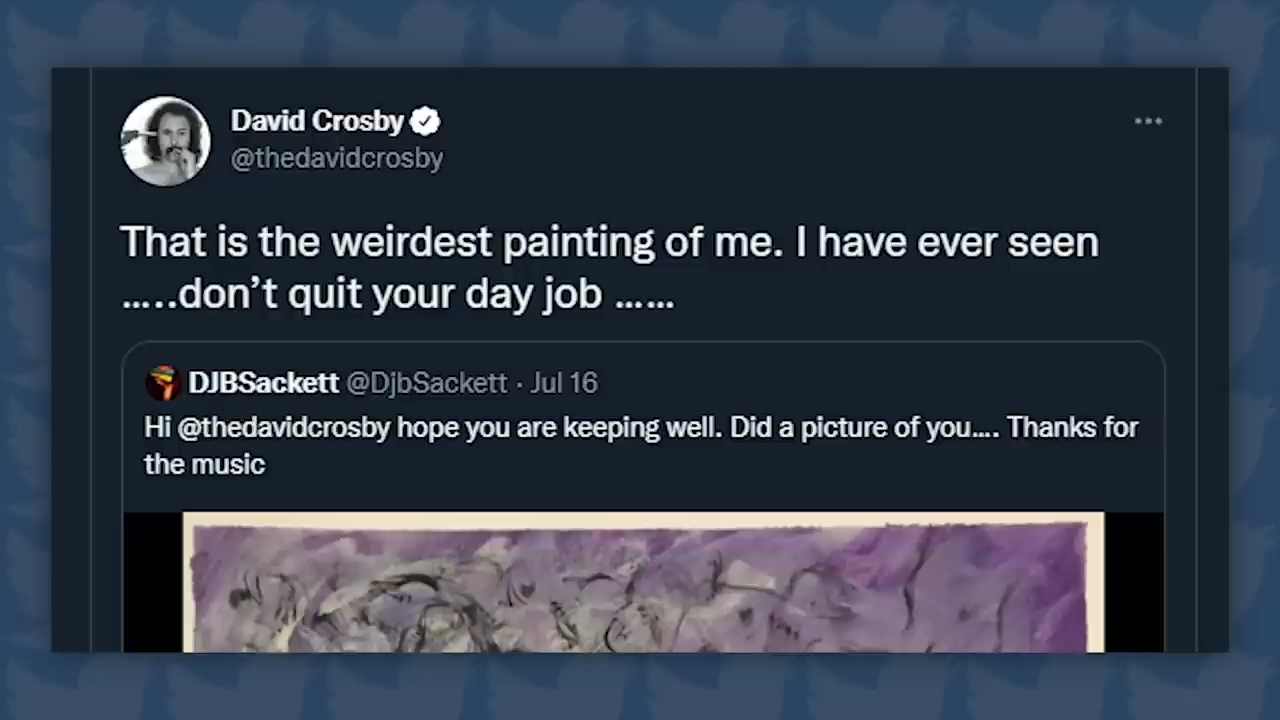 David Crosby
@thedavidcrosby
That is the weirdest painting of me. I have ever seen
.....don’t quit your day job ......
DJBSackett @DjbSackett · Jul 16
Hi @thedavidcrosby hope you are keeping well. Did a picture of you.... Thanks for
the music